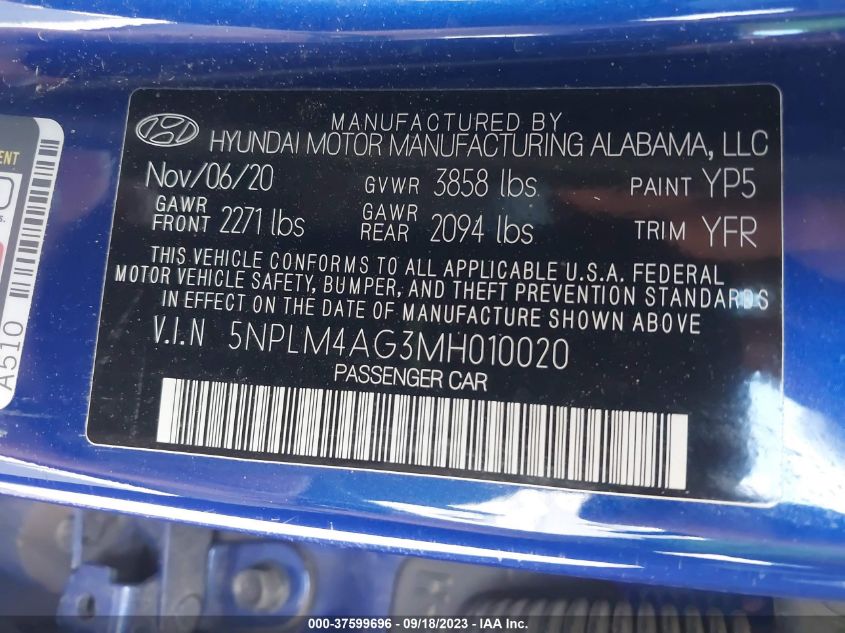 MANUFACTURED BY
HYUNDAI MOTOR MANUFACTURING ALABAMA, LLC
Nov/06/20 GVWR 3858 lbs PAINT YP5
GAWR FRONT 2271 lbs GAWR REAR 2094 lbs TRIM YFR
THIS VEHICLE CONFORMS TO ALL APPLICABLE U.S.A. FEDERAL
MOTOR VEHICLE SAFETY, BUMPER, AND THEFT PREVENTION STANDARDS
IN EFFECT ON THE DATE OF MANUFACTURE SHOWN ABOVE
V.I.N 5NPLM4AG3MH010020
PASSENGER CAR
A510
000-37599696 - 09/18/2023 - IAA Inc.